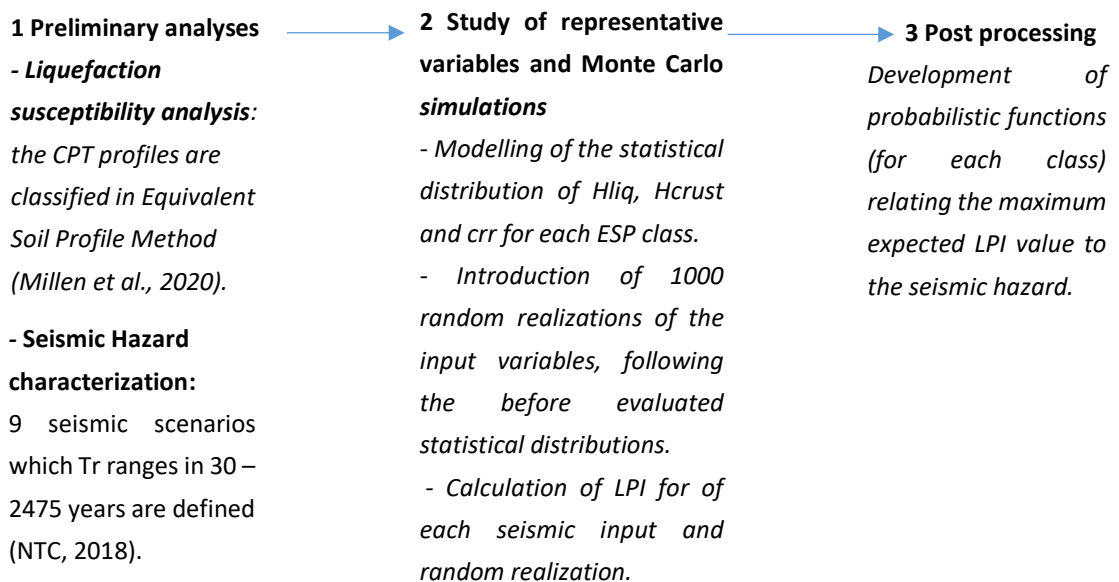 1 Preliminary analyses
- Liquefaction
susceptibility analysis:
the CPT profiles are
classified in Equivalent
Soil Profile Method
(Millen et al., 2020).
- Seismic Hazard
characterization:
9 seismic scenarios
which Tr ranges in 30 –
2475 years are defined
(NTC, 2018).
2 Study of representative
variables and Monte Carlo
simulations
- Modelling of the statistical
distribution of Hliq, Hcrust
and crr for each ESP class.
- Introduction of 1000
random realizations of the
input variables, following
the before evaluated
statistical distributions.
- Calculation of LPI for of
each seismic input and
random realization.
3 Post processing
Development of
probabilistic functions
(for each class)
relating the maximum
expected LPI value to
the seismic hazard.